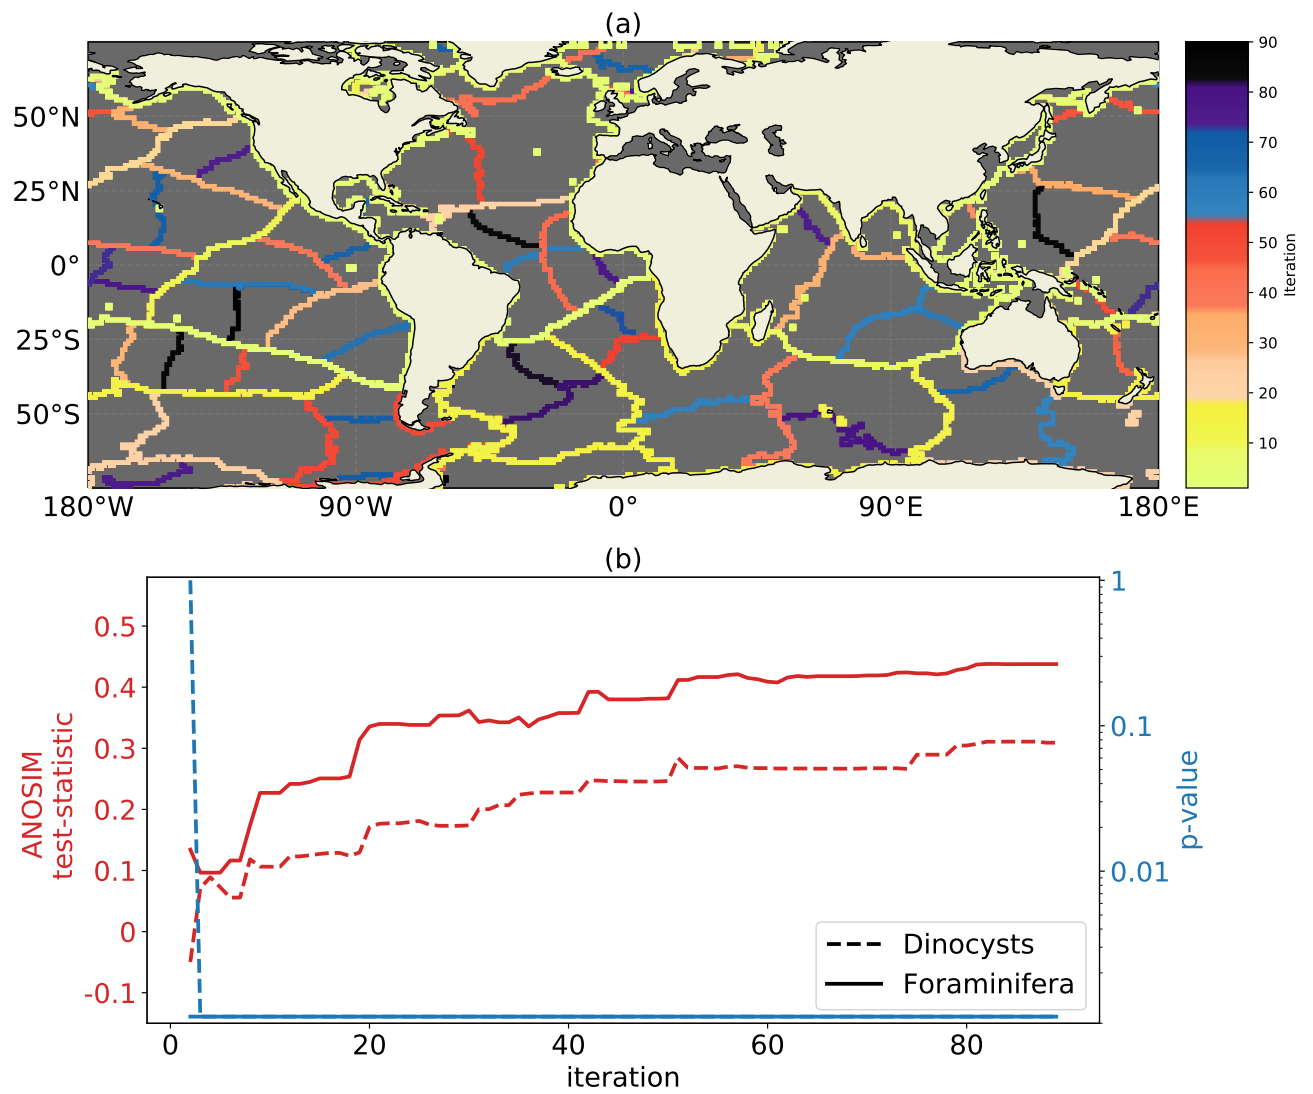 (a)
50°N
25°N
0°
25°S
50°S
180°W
90°W
0°
90°E
180°E
90
80
70
60
50
40
30
20
10
Iteration
(b)
0.5
0.4
0.3
0.2
0.1
0
-0.1
ANOSIM
test-statistic
1
0.1
0.01
p-value
Dinocysts
Foraminifera
0
20
40
60
80
iteration